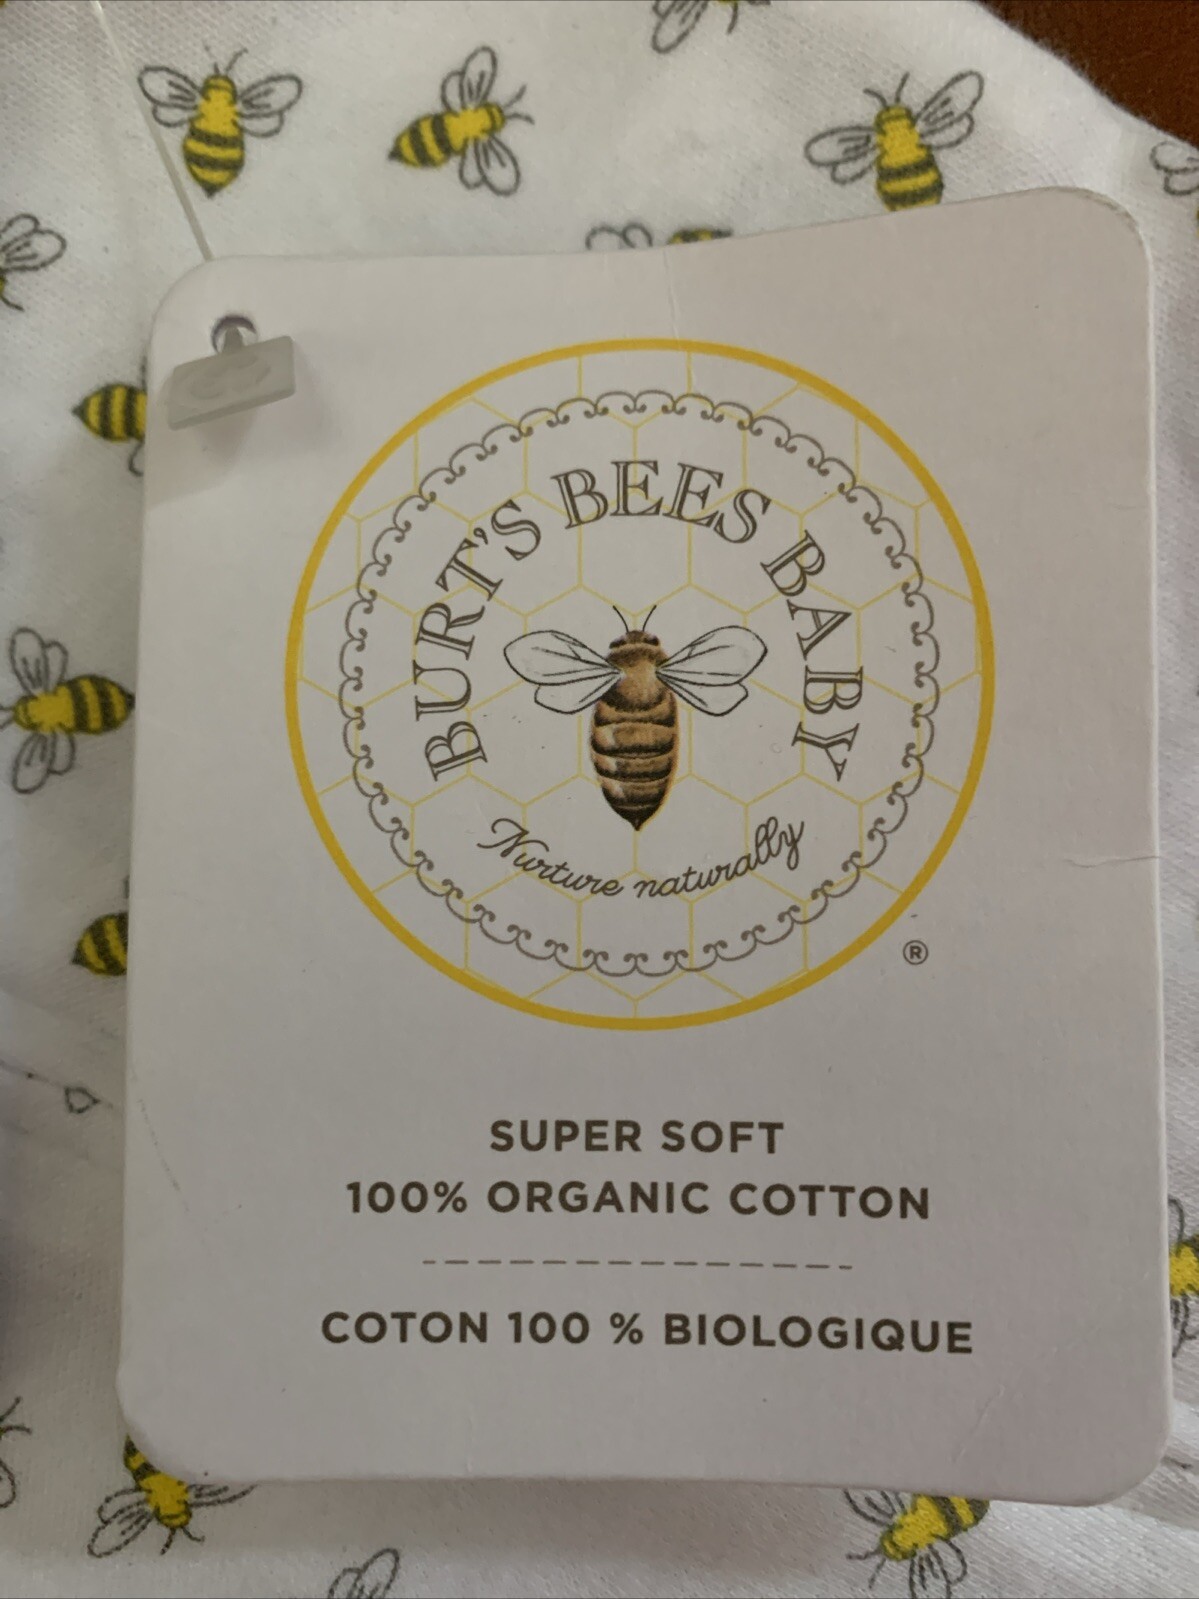 BURT'S BEES BABY
Nurture naturally
®
SUPER SOFT
100% ORGANIC COTTON
COTON 100 % BIOLOGIQUE